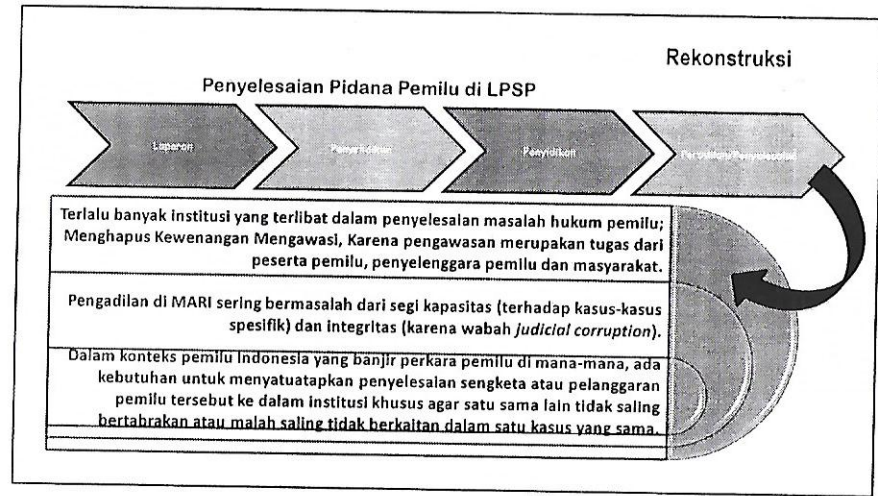 Rekonstruksi
Penyelesaian Pidana Pemilu di LPSP
Laporan
Penyelidikan
Penyidikan
Peradilan/Penyelesaian
Terlalu banyak institusi yang terlibat dalam penyelesaian masalah hukum pemilu;
Menghapus Kewenangan Mengawasi, Karena pengawasan merupakan tugas dari
peserta pemilu, penyelenggara pemilu dan masyarakat.
Pengadilan di MARI sering bermasalah dari segi kapasitas (terhadap kasus-kasus
spesifik) dan integritas (karena wabah judicial corruption).
Dalam konteks pemilu Indonesia yang banjir perkara pemilu di mana-mana, ada
kebutuhan untuk menyatuatapkan penyelesaian sengketa atau pelanggaran
pemilu tersebut ke dalam institusi khusus agar satu sama lain tidak saling
bertabrakan atau malah saling tidak berkaitan dalam satu kasus yang sama.